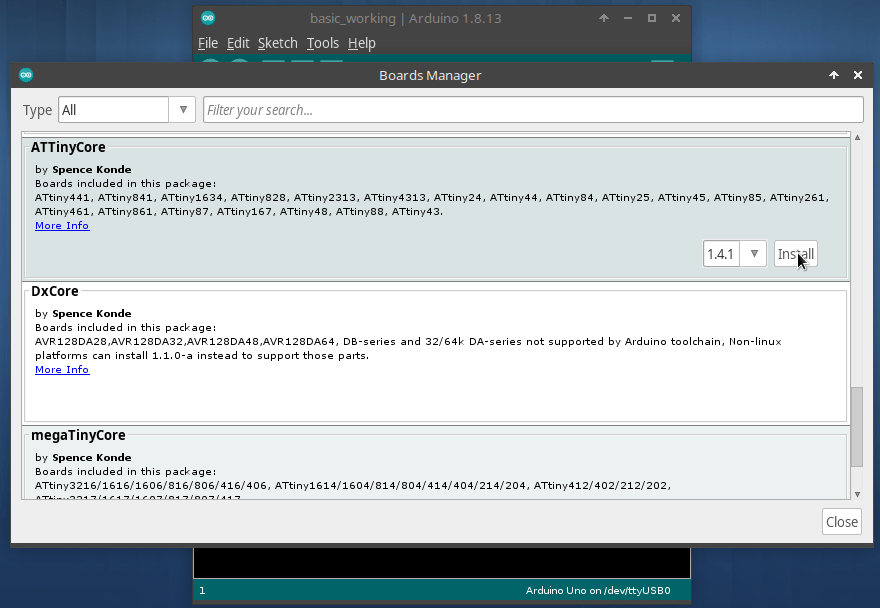 basic_working | Arduino 1.8.13
File Edit Sketch Tools Help
Boards Manager
Type All Filter your search...
ATTinyCore
by Spence Konde
Boards included in this package:
ATtiny441, ATtiny841, ATtiny1634, ATtiny828, ATtiny2313, ATtiny4313, ATtiny24, ATtiny44, ATtiny84, ATtiny25, ATtiny45, ATtiny85, ATtiny261,
ATtiny461, ATtiny861, ATtiny87, ATtiny167, ATtiny48, ATtiny88, ATtiny43.
More Info
1.4.1 Install
DxCore
by Spence Konde
Boards included in this package:
AVR128DA28,AVR128DA32,AVR128DA48,AVR128DA64, DB-series and 32/64k DA-series not supported by Arduino toolchain, Non-linux
platforms can install 1.1.0-a instead to support those parts.
More Info
megaTinyCore
by Spence Konde
Boards included in this package:
ATtiny3216/1616/1606/816/806/416/406, ATtiny1614/1604/814/804/414/404/214/204, ATtiny412/402/212/202,
ATtiny3217/1617/1607/817/807/417
Close
1 Arduino Uno on /dev/ttyUSB0